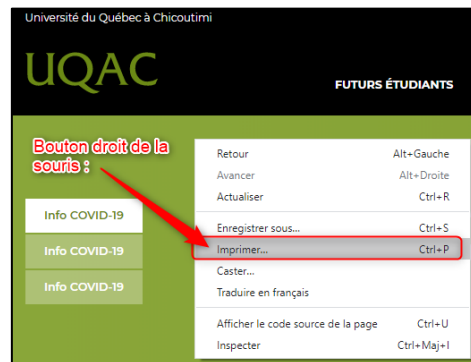 Université du Québec à Chicoutimi
UQAC
FUTURS ÉTUDIANTS
Bouton droit de la
souris :
Info COVID-19
Info COVID-19
Info COVID-19
Retour Alt+Gauche
Avancer Alt+Droite
Actualiser Ctrl+R
Enregistrer sous... Ctrl+S
Imprimer... Ctrl+P
Caster...
Traduire en français
Afficher le code source de la page Ctrl+U
Inspecter Ctrl+Maj+I